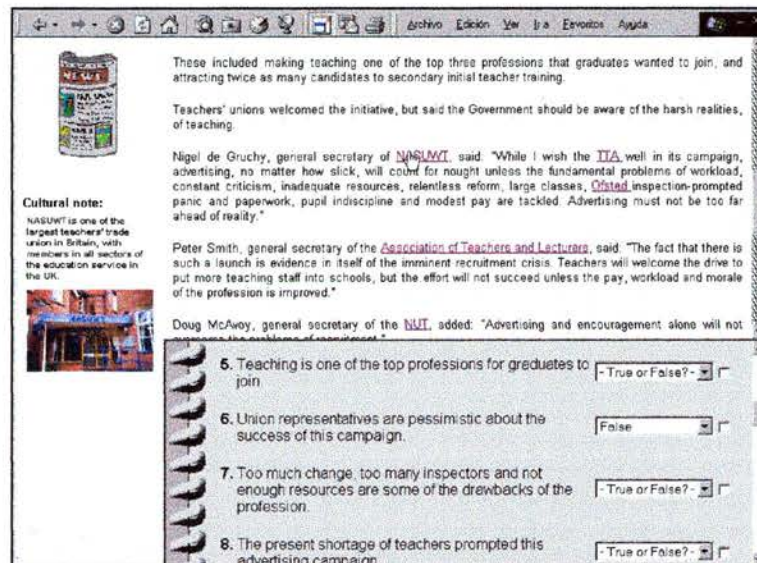 Archivo Edición Ver Ir a Favoritos Ayuda
NEWS
These included making teaching one of the top three professions that graduates wanted to join, and
attracting twice as many candidates to secondary initial teacher training.
Teachers' unions welcomed the initiative, but said the Government should be aware of the harsh realities,
of teaching.
Nigel de Gruchy, general secretary of NASUWT, said: "While I wish the TTA well in its campaign,
advertising, no matter how slick, will count for nought unless the fundamental problems of workload,
constant criticism, inadequate resources, relentless reform, large classes, Ofsted inspection-prompted
panic and paperwork, pupil indiscipline and modest pay are tackled. Advertising must not be too far
ahead of reality."
Peter Smith, general secretary of the Association of Teachers and Lecturers, said: "The fact that there is
such a launch is evidence in itself of the imminent recruitment crisis. Teachers will welcome the drive to
put more teaching staff into schools, but the effort will not succeed unless the pay, workload and morale
of the profession is improved."
Doug McAvoy, general secretary of the NUT, added: "Advertising and encouragement alone will not
overcome the problems of recruitment."
Cultural note:
NASUWT is one of the
largest teachers' trade
union in Britain, with
members in all sectors of
the education service in
the UK.
NASUWT
5. Teaching is one of the top professions for graduates to
join.
- True or False? -
6. Union representatives are pessimistic about the
success of this campaign.
False
7. Too much change, too many inspectors and not
enough resources are some of the drawbacks of the
profession.
- True or False? -
8. The present shortage of teachers prompted this
advertising campaign
- True or False? -